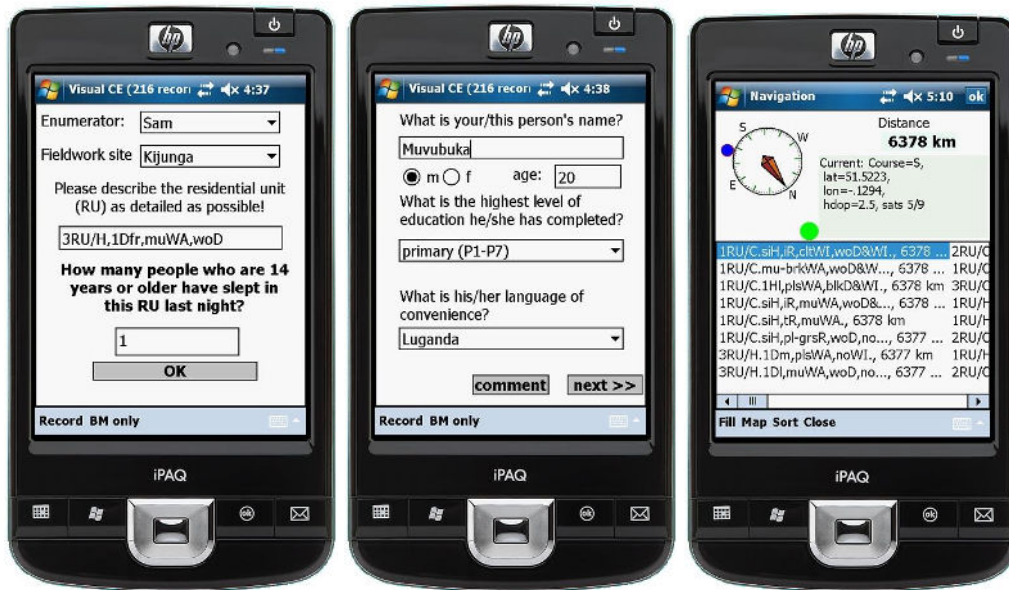 hp
Visual CE (216 recor 4:37
Enumerator: Sam
Fieldwork site Kijunga
Please describe the residential unit
(RU) as detailed as possible!
3RU/H,1Dfr,muWA,woD
How many people who are 14
years or older have slept in
this RU last night?
1
OK
Record BM only
iPAQ
ok
hp
Visual CE (216 recor 4:38
What is your/this person's name?
Muvubuka
m f age: 20
What is the highest level of
education he/she has completed?
primary (P1-P7)
What is his/her language of
convenience?
Luganda
comment next >>
Record BM only
iPAQ
ok
hp
Navigation 5:10 ok
S W E N
Distance
6378 km
Current: Course=S,
lat=51.5223,
lon=-.1294,
hdop=2.5, sats 5/9
1RU/C.siH,iR,cltWI,woD&WI., 6378 ... 2RU/C
1RU/C.mu-brkWA,woD&W..., 6378 ... 1RU/C
1RU/C.1Hl,plsWA,blkD&WI., 6378 km 3RU/C
1RU/C.siH,iR,muWA,woD&..., 6378 ... 1RU/C
1RU/C.siH,tR,muWA., 6378 km 1RU/H
1RU/C.siH,pl-grsR,woD,no..., 6377 ... 2RU/C
3RU/H.1Dm,plsWA,noWI., 6377 km 1RU/H
3RU/H.1Dl,muWA,woD,no..., 6377 ... 2RU/C
Fill Map Sort Close
iPAQ
ok